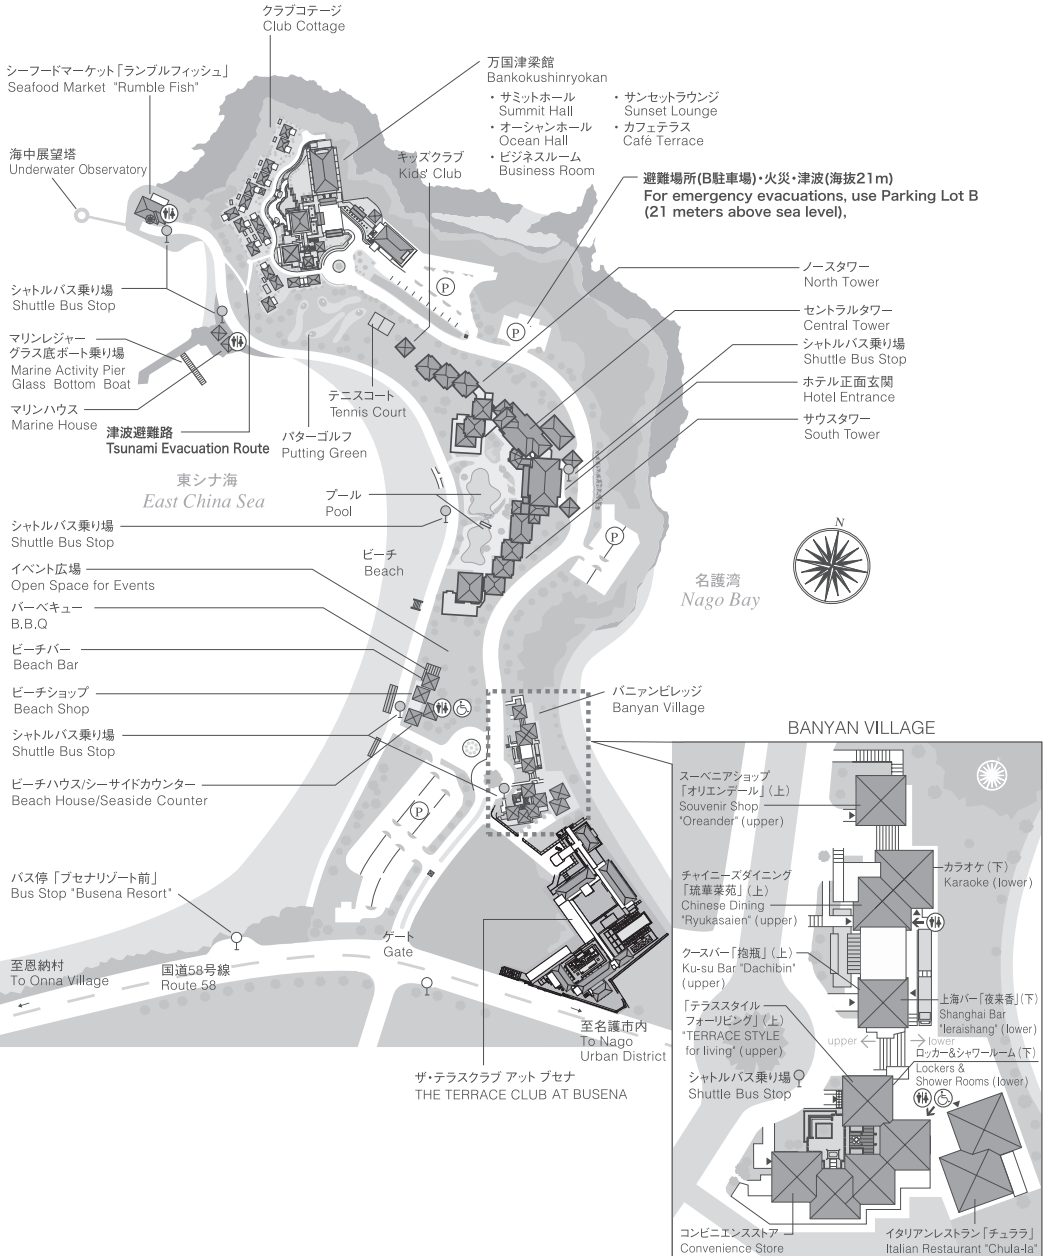 クラブコテージ
Club Cottage
シーフードマーケット「ランブルフィッシュ」
Seafood Market "Rumble Fish"
万国津梁館
Bankokushinryokan
・サミットホール
Summit Hall
・サンセットラウンジ
Sunset Lounge
・オーシャンホール
Ocean Hall
・カフェテラス
Café Terrace
・ビジネスルーム
Business Room
海中展望塔
Underwater Observatory
キッズクラブ
Kids' Club
避難場所(B駐車場)・火災・津波(海抜21m)
For emergency evacuations, use Parking Lot B
(21 meters above sea level),
ノースタワー
North Tower
シャトルバス乗り場
Shuttle Bus Stop
P
P
セントラルタワー
Central Tower
マリンレジャー
グラス底ボート乗り場
Marine Activity Pier
Glass Bottom Boat
シャトルバス乗り場
Shuttle Bus Stop
ホテル正面玄関
Hotel Entrance
マリンハウス
Marine House
テニスコート
Tennis Court
サウスタワー
South Tower
津波避難路
Tsunami Evacuation Route
パターゴルフ
Putting Green
東シナ海
East China Sea
プール
Pool
シャトルバス乗り場
Shuttle Bus Stop
P
N
ビーチ
Beach
イベント広場
Open Space for Events
名護湾
Nago Bay
バーベキュー
B.B.Q
ビーチバー
Beach Bar
ビーチショップ
Beach Shop
バニアンビレッジ
Banyan Village
シャトルバス乗り場
Shuttle Bus Stop
ビーチハウス/シーサイドカウンター
Beach House/Seaside Counter
P
バス停「ブセナリゾート前」
Bus Stop "Busena Resort"
ゲート
Gate
至恩納村
To Onna Village
国道58号線
Route 58
至名護市内
To Nago
Urban District
ザ・テラスクラブ アット ブセナ
THE TERRACE CLUB AT BUSENA
BANYAN VILLAGE
スーベニアショップ
「オリエンデール」(上)
Souvenir Shop
"Oreander" (upper)
チャイニーズダイニング
「琉華菜苑」(上)
Chinese Dining
"Ryukasaien" (upper)
カラオケ(下)
Karaoke (lower)
クースバー「抱瓶」(上)
Ku-su Bar "Dachibin"
(upper)
上海バー「夜来香」(下)
Shanghai Bar
"Ieraishang" (lower)
「テラススタイル
フォーリビング」(上)
"TERRACE STYLE
for living" (upper)
upper
lower
ロッカー&シャワールーム(下)
Lockers &
Shower Rooms (lower)
シャトルバス乗り場
Shuttle Bus Stop
コンビニエンスストア
Convenience Store
イタリアンレストラン「チュララ」
Italian Restaurant "Chula-la"